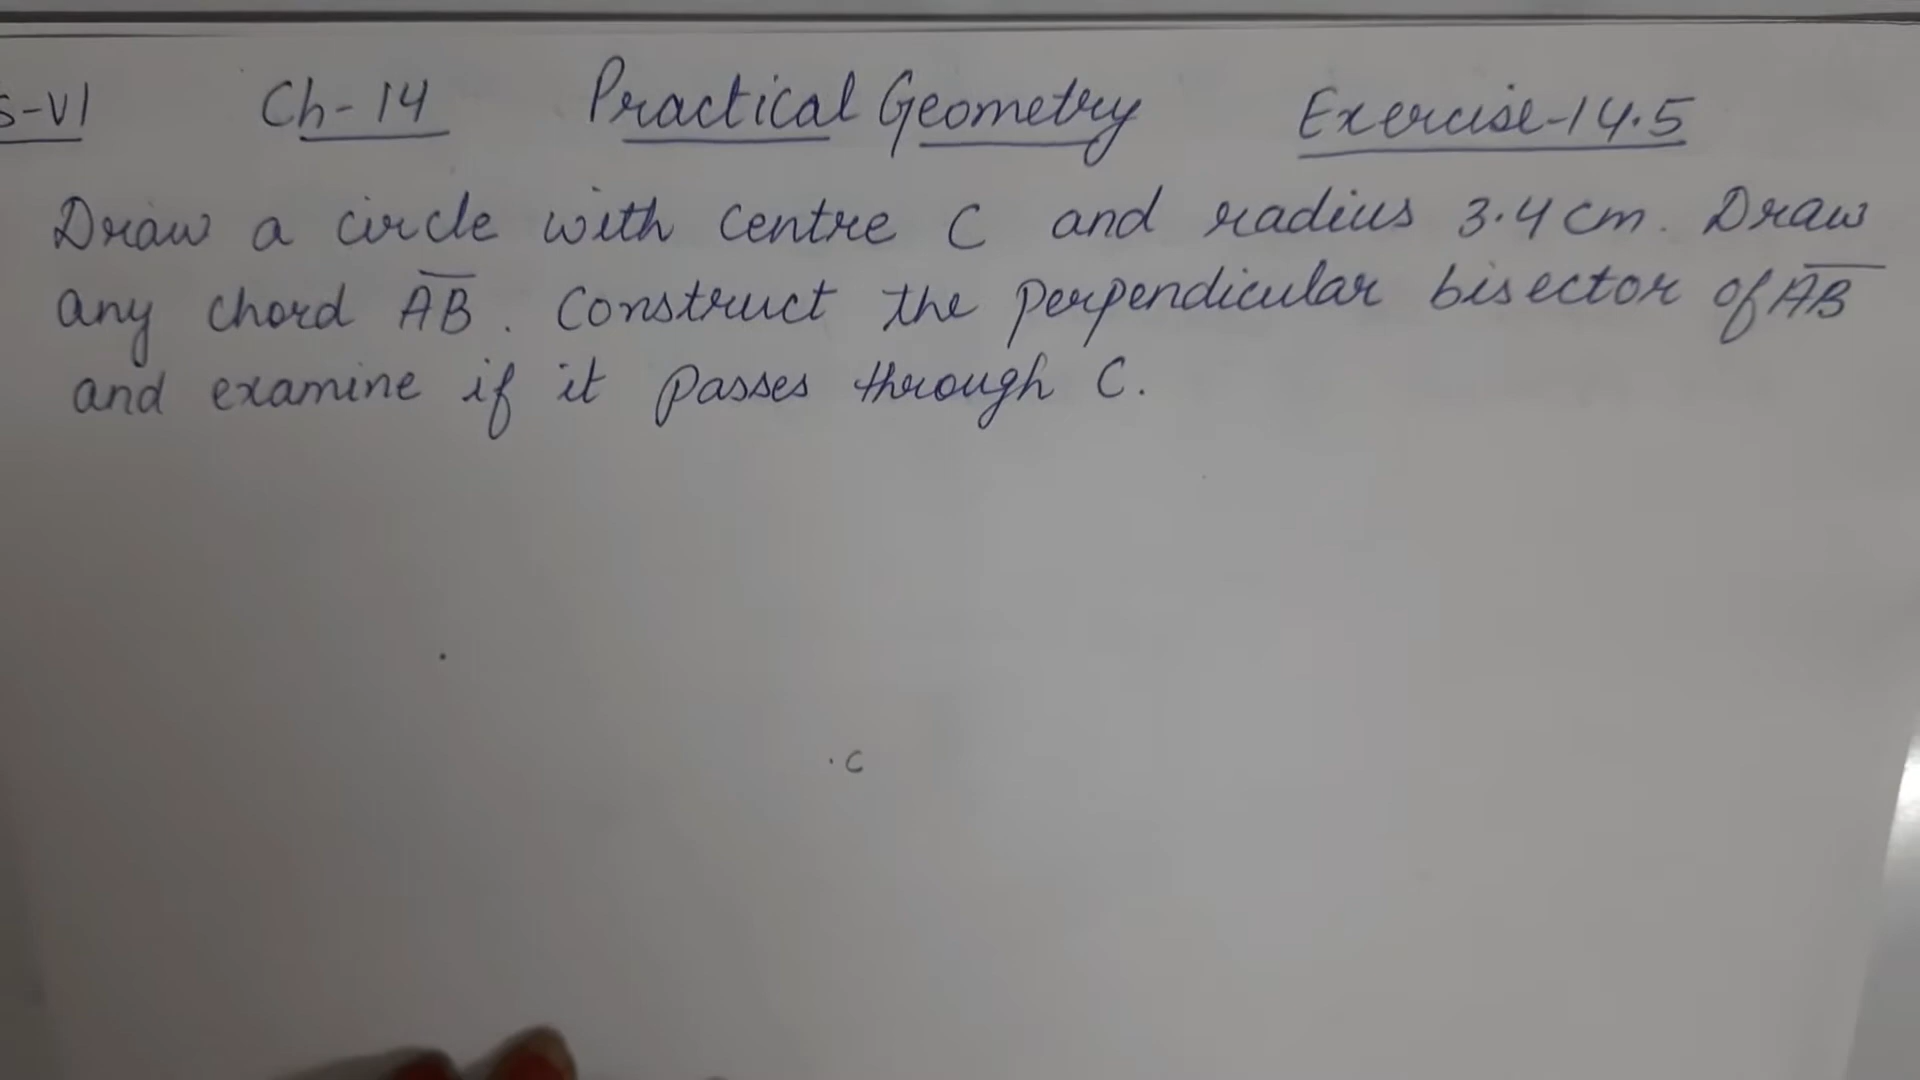 S-VI Ch-14 Practical Geometry Exercise-14.5
Draw a circle with centre C and radius 3.4 cm. Draw
any chord AB. Construct the perpendicular bisector of AB
and examine if it passes through C.
.C